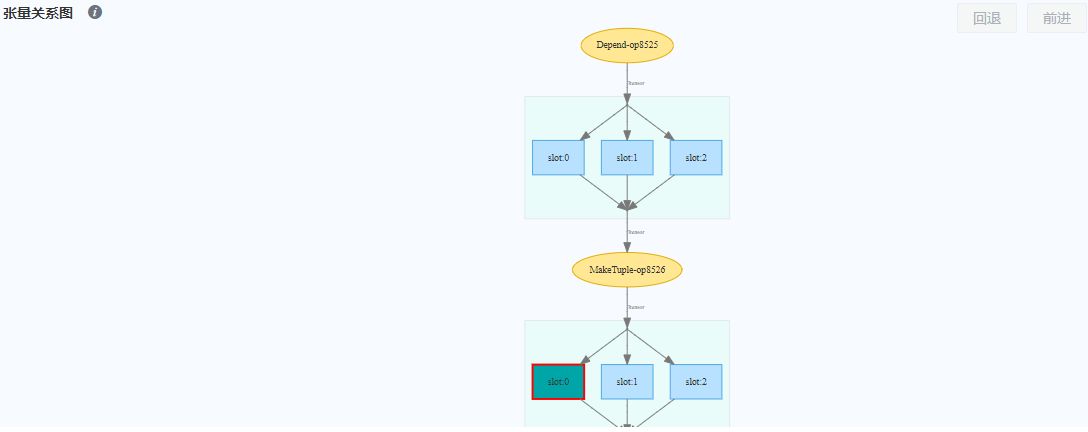 张量关系图
回退 前进
Depend-op8525
Tensor
slot:0 slot:1 slot:2
Tensor
MakeTuple-op8526
Tensor
slot:0 slot:1 slot:2